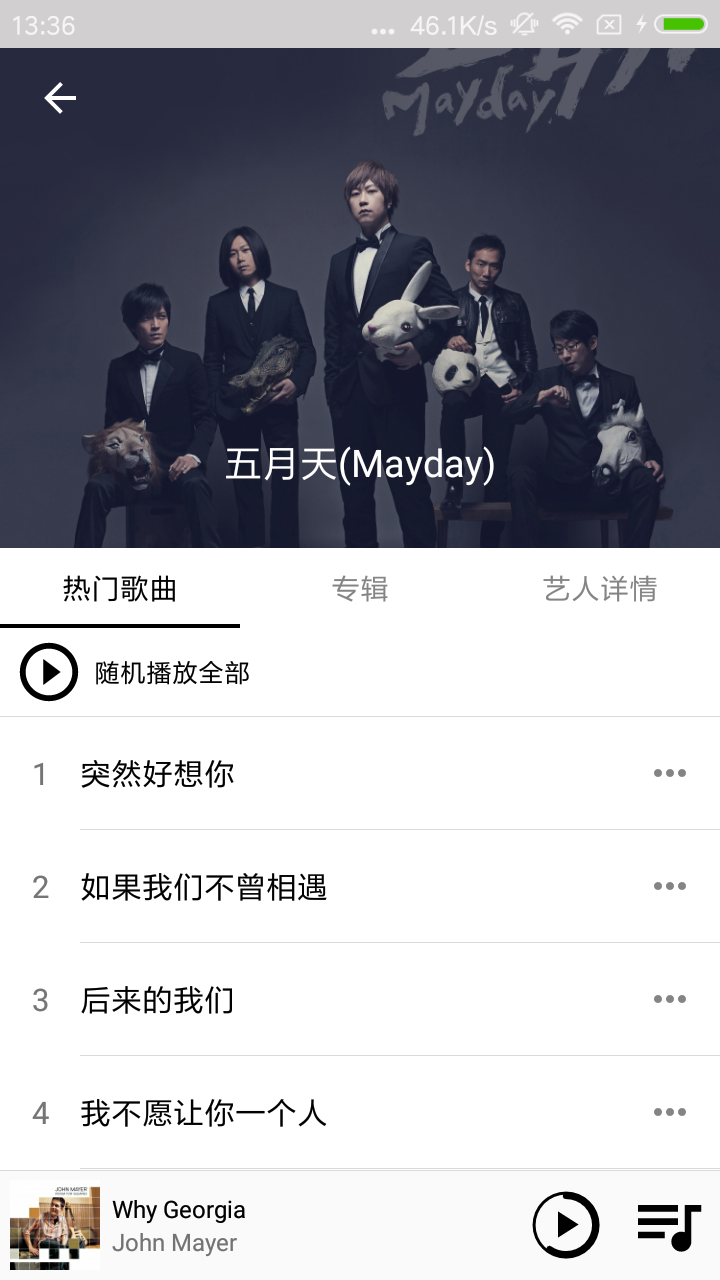 13:36
... 46.1K/s
Mayday
五月天(Mayday)
热门歌曲
专辑
艺人详情
随机播放全部
1 突然好想你
2 如果我们不曾相遇
3 后来的我们
4 我不愿让你一个人
JOHN MAYER
Why Georgia
John Mayer